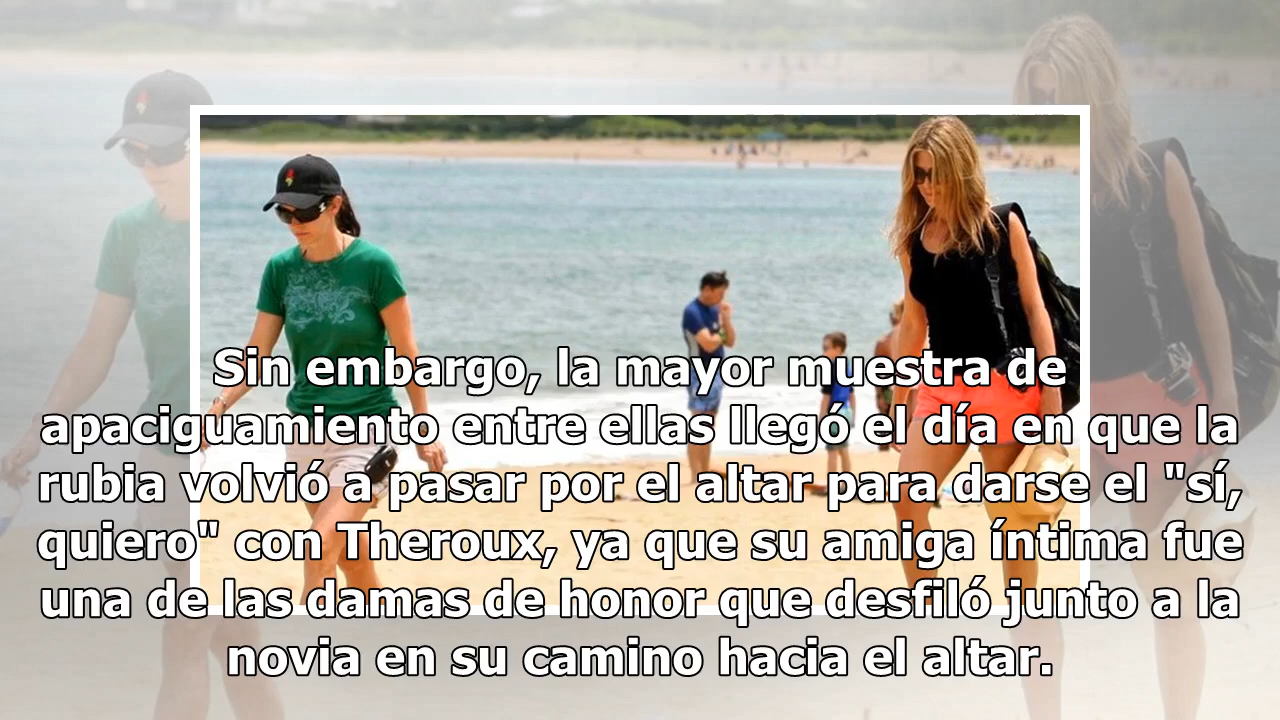 Sin embargo, la mayor muestra de
apaciguamiento entre ellas llegó el día en que la
rubia volvió a pasar por el altar para darse el "sí,
quiero" con Theroux, ya que su amiga íntima fue
una de las damas de honor que desfiló junto a la
novia en su camino hacia el altar.